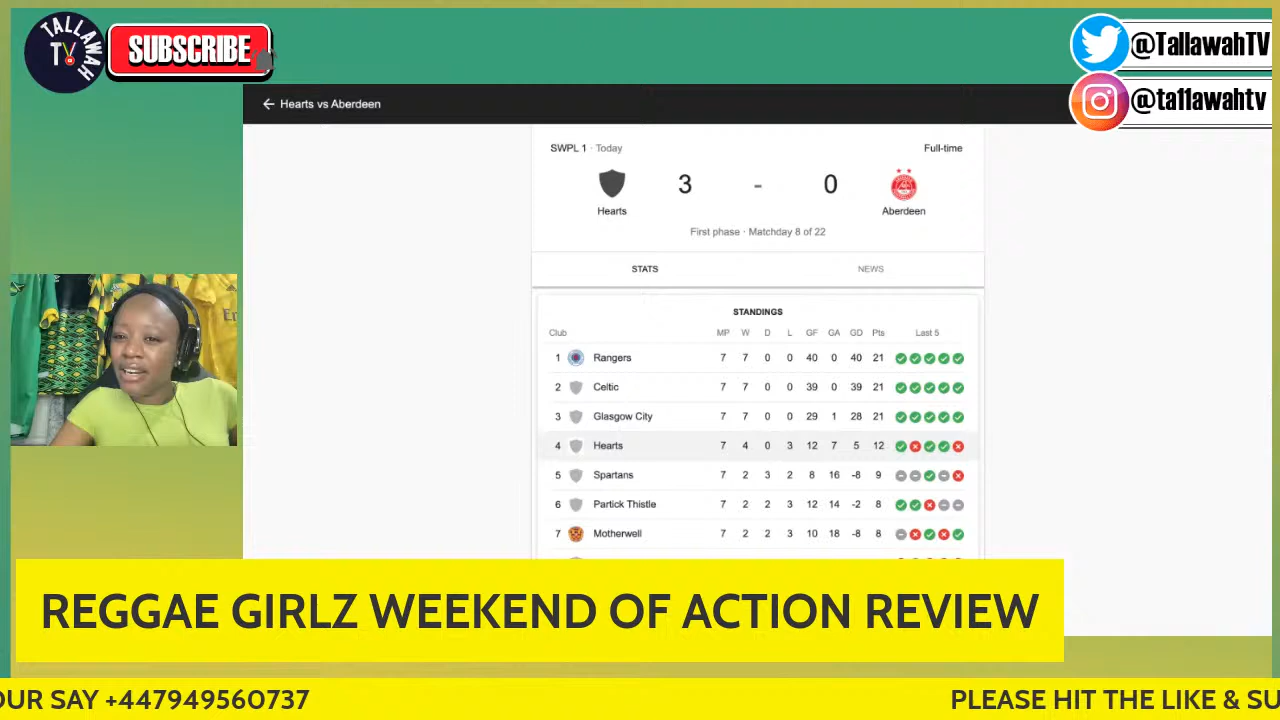 TALLAWAH
TV
SUBSCRIBE
@TallawahTV
@ta11awahtv
← Hearts vs Aberdeen
SWPL 1 · Today
Full-time
3 - 0
Hearts
Aberdeen
First phase · Matchday 8 of 22
STATS
NEWS
STANDINGS
Club MP W D L GF GA GD Pts Last 5
1 Rangers 7 7 0 0 40 0 40 21
2 Celtic 7 7 0 0 39 0 39 21
3 Glasgow City 7 7 0 0 29 1 28 21
4 Hearts 7 4 0 3 12 7 5 12
5 Spartans 7 2 3 2 8 16 -8 9
6 Partick Thistle 7 2 2 3 12 14 -2 8
7 Motherwell 7 2 2 3 10 18 -8 8
REGGAE GIRLZ WEEKEND OF ACTION REVIEW
OUR SAY +447949560737
PLEASE HIT THE LIKE & SU